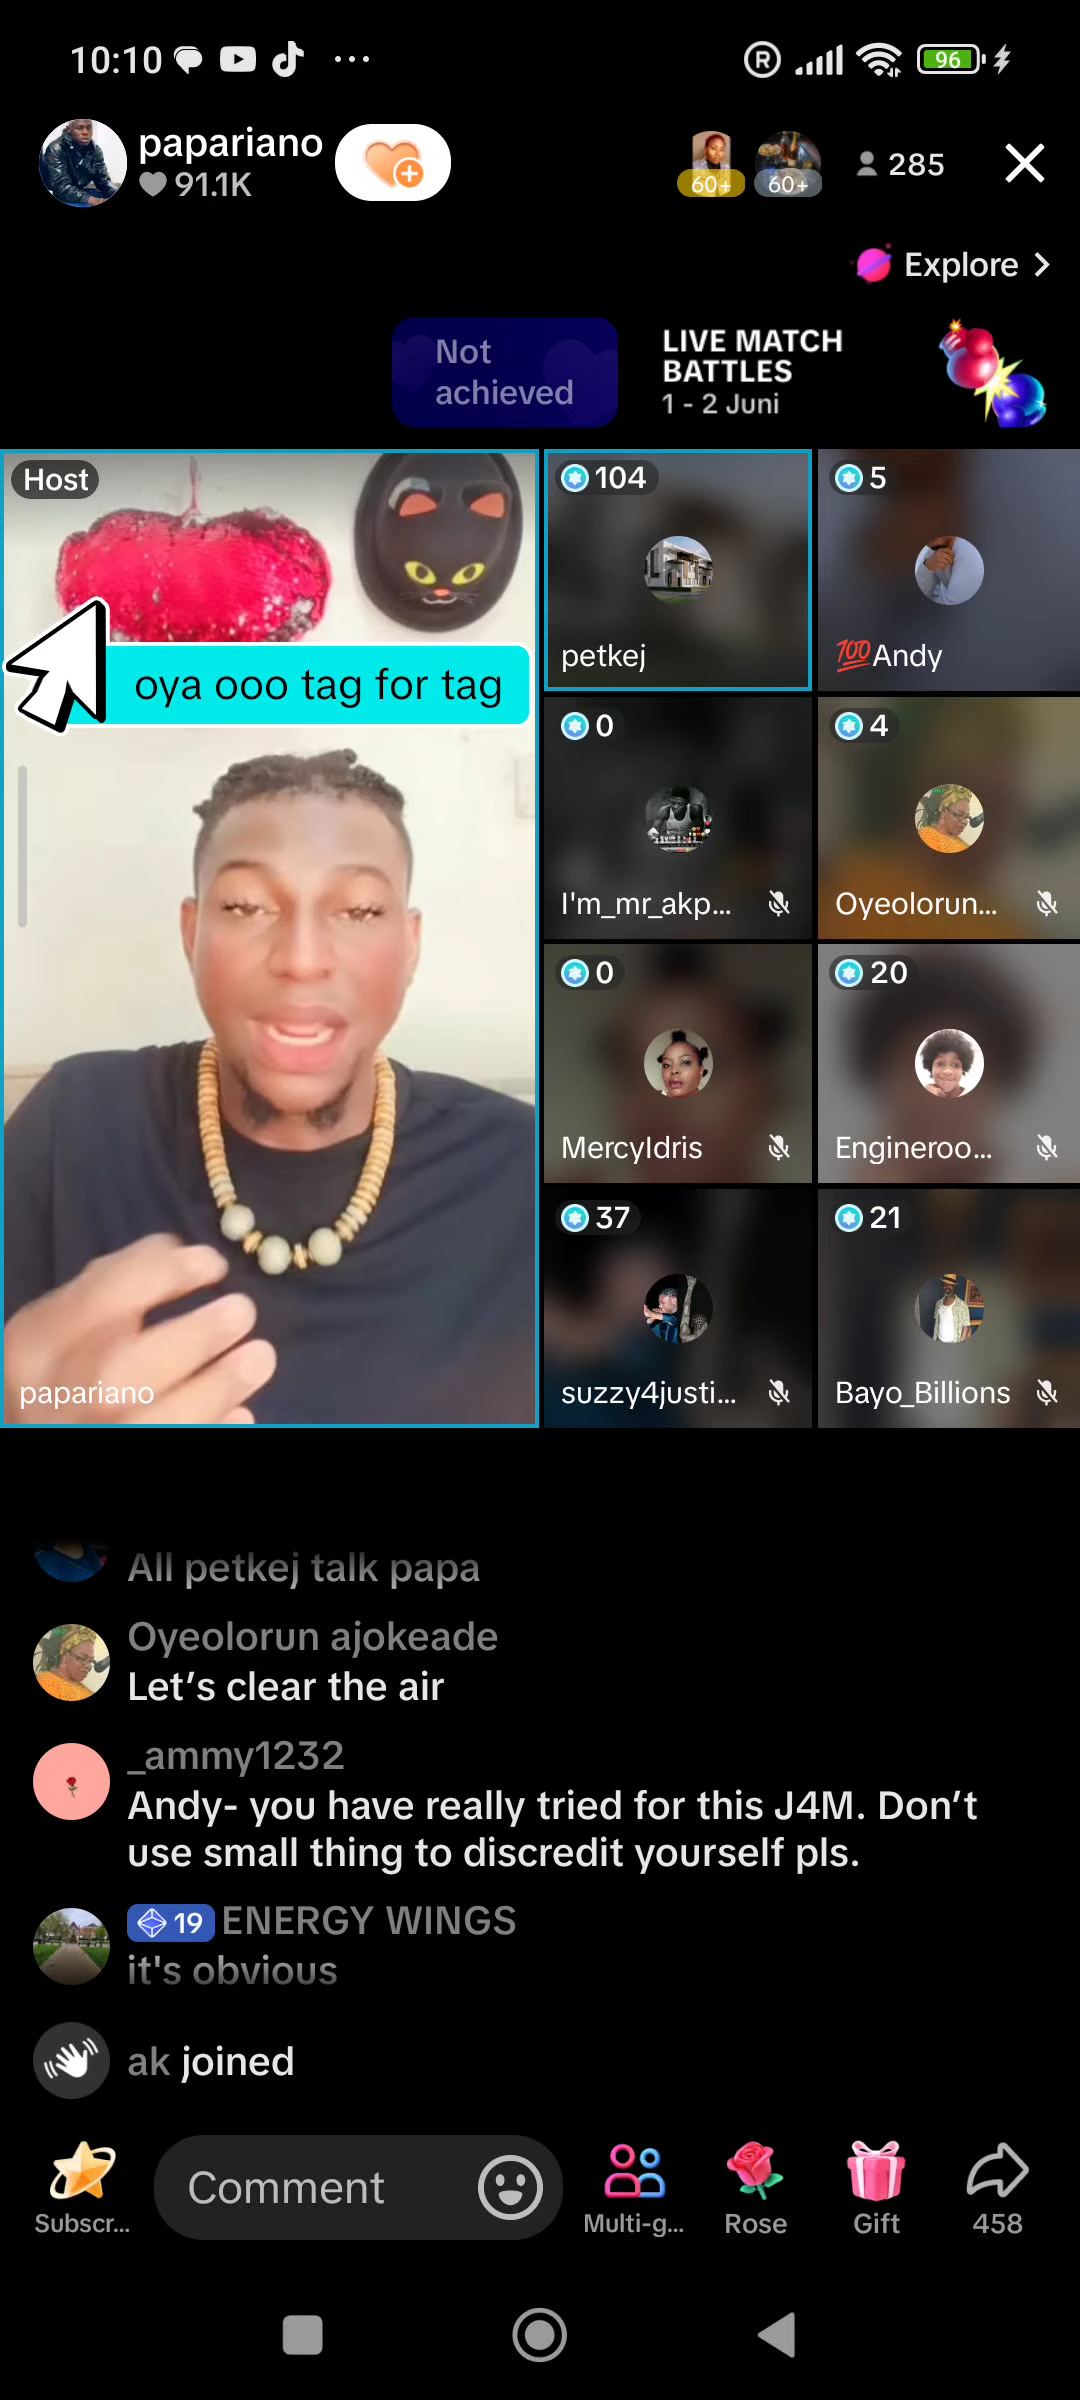 10:10
R
96
papariano
91.1K
60+
60+
285
Explore
Not
achieved
LIVE MATCH
BATTLES
1 - 2 Juni
Host
oya ooo tag for tag
papariano
104
petkej
5
💯Andy
0
I'm_mr_akp...
4
Oyeolorun...
0
MercyIdris
20
Engineroo...
37
suzzy4justi...
21
Bayo_Billions
All petkej talk papa
Oyeolorun ajokeade
Let’s clear the air
_ammy1232
Andy- you have really tried for this J4M. Don’t
use small thing to discredit yourself pls.
19 ENERGY WINGS
it's obvious
ak joined
Subscr...
Comment
Multi-g...
Rose
Gift
458